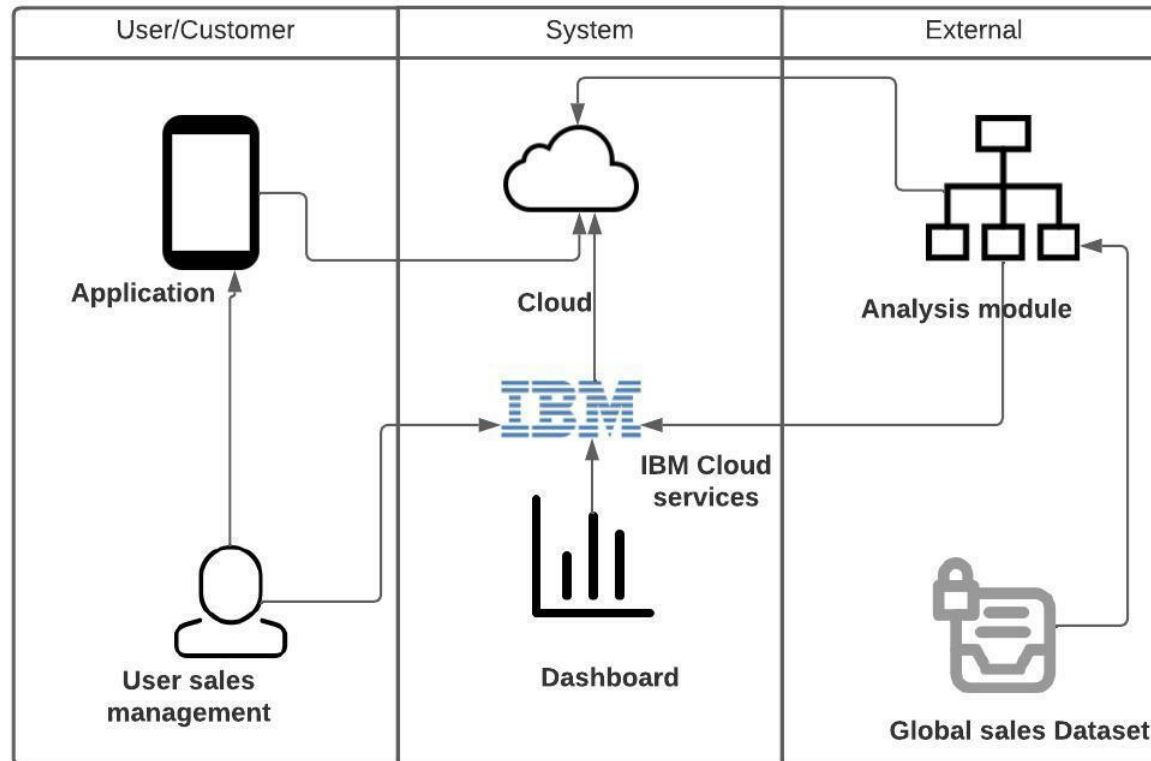 User/Customer
System
External
Application
Cloud
Analysis module
IBM
IBM Cloud
services
User sales
management
Dashboard
Global sales Dataset